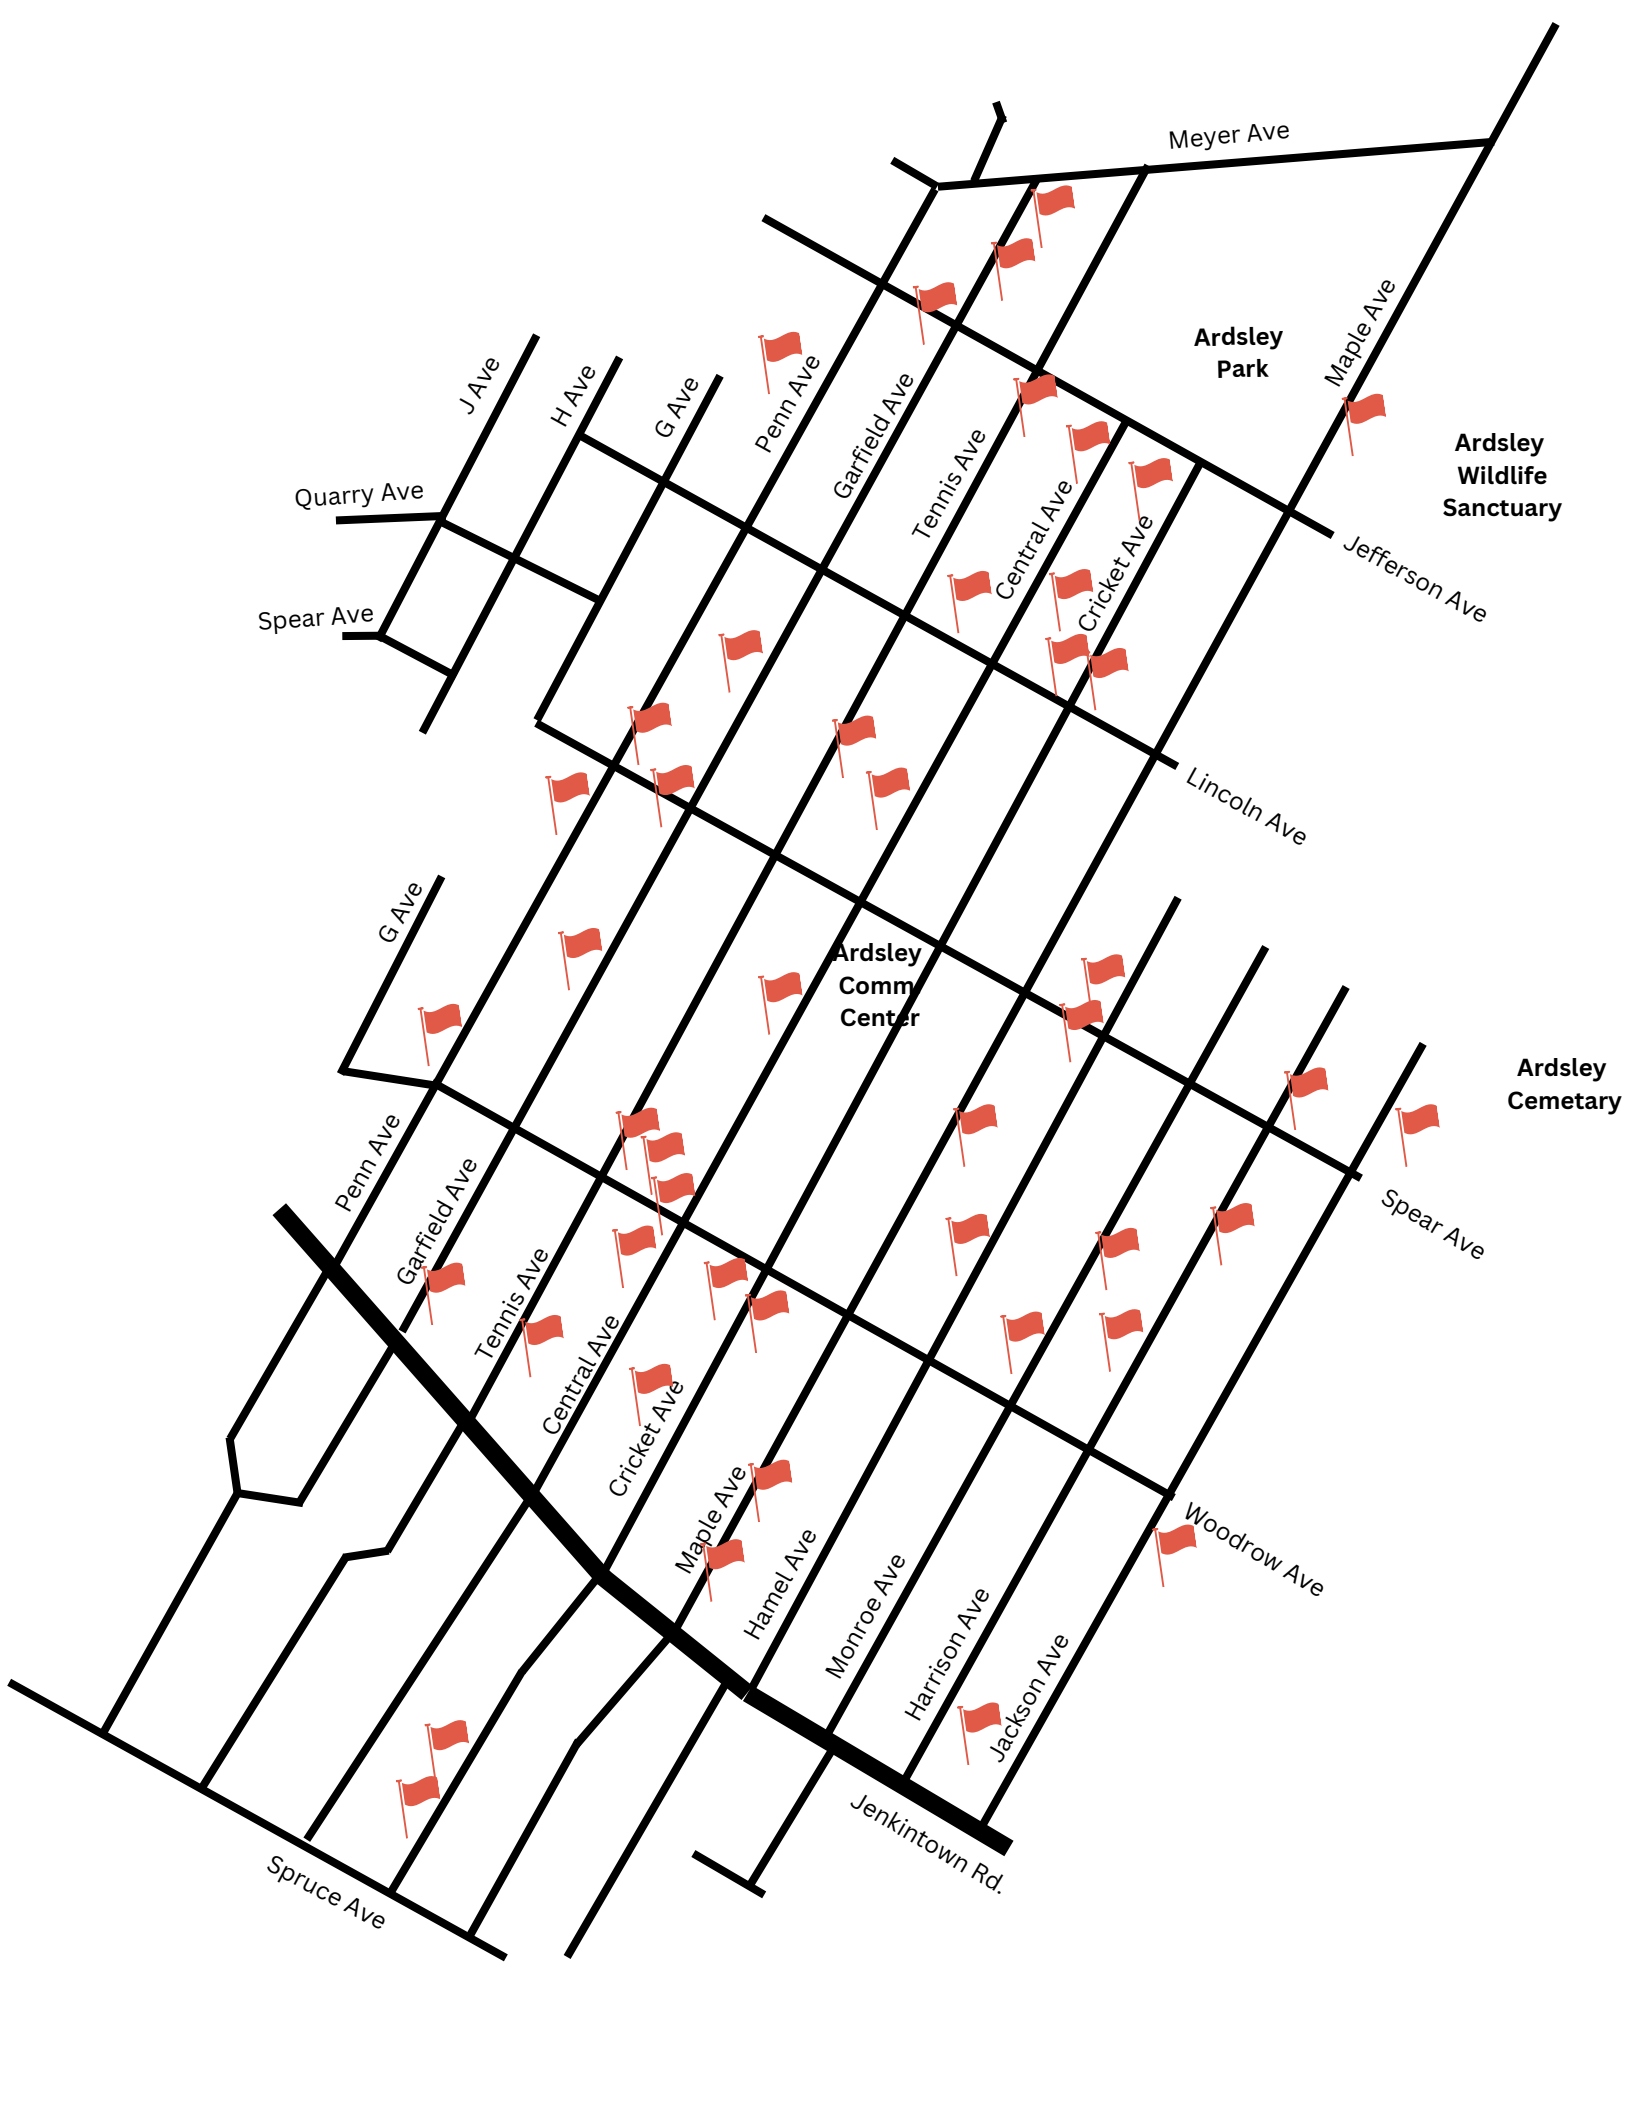 Meyer Ave
Maple Ave
Ardsley
Park
J Ave
H Ave
G Ave
Penn Ave
Garfield Ave
Tennis Ave
Central Ave
Cricket Ave
Ardsley
Wildlife
Sanctuary
Quarry Ave
Jefferson Ave
Spear Ave
Lincoln Ave
G Ave
Ardsley
Comm
Center
Ardsley
Cemetary
Penn Ave
Garfield Ave
Tennis Ave
Central Ave
Cricket Ave
Maple Ave
Hamel Ave
Monroe Ave
Harrison Ave
Jackson Ave
Spear Ave
Woodrow Ave
Jenkintown Rd.
Spruce Ave